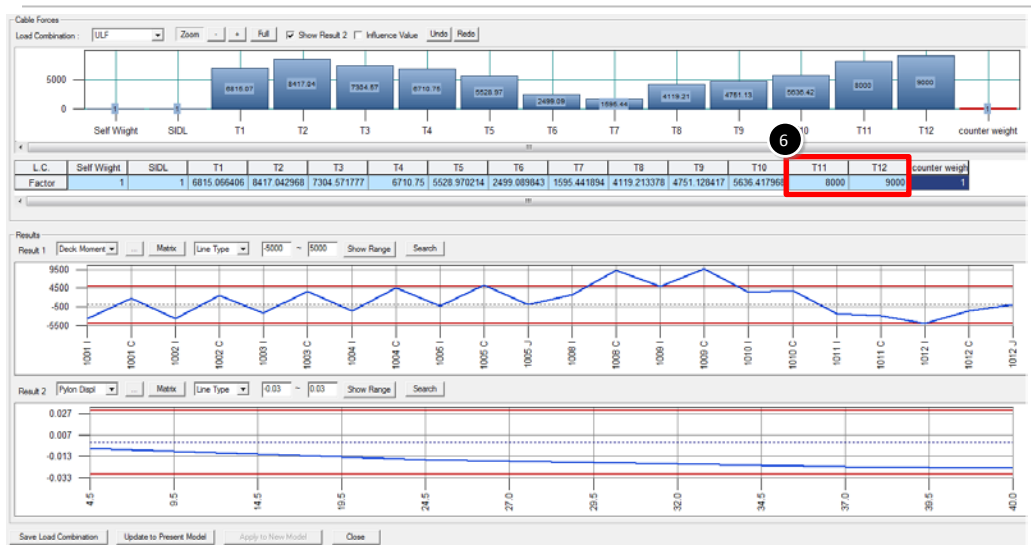 Cable Forces
Load Combination : ULF Zoom - + Full Show Result 2 Influence Value Undo Redo
5000
0
6815.07 8417.04 7304.57 6710.75 5528.97 2499.09 1595.44 4119.21 4751.13 5636.42 8000 9000
1 1 1
Self Wiight SIDL T1 T2 T3 T4 T5 T6 T7 T8 T9 10 T11 T12 counter weight
6
L.C. Self Wiight SIDL T1 T2 T3 T4 T5 T6 T7 T8 T9 T10 T11 T12 counter weigh
Factor 1 1 6815.066406 8417.042968 7304.571777 6710.75 5528.970214 2499.089843 1595.441894 4119.213378 4751.128417 5636.417968 8000 9000 1
Results
Result 1 Deck Moment ... Matrix Line Type -5000 ~ 5000 Show Range Search
9500
4500
-500
-5500
1001 I 1001 C 1002 I 1002 C 1003 I 1003 C 1004 I 1004 C 1005 I 1005 C 1005 J 1008 I 1008 C 1009 I 1009 C 1010 I 1010 C 1011 I 1011 C 1012 I 1012 C 1012 J
Result 2 Pylon Displ ... Matrix Line Type -0.03 ~ 0.03 Show Range Search
0.027
0.007
-0.013
-0.033
4.5 9.5 14.5 19.5 24.5 27.0 29.5 32.0 34.5 37.0 39.5 40.0
Save Load Combination Update to Present Model Apply to New Model Close